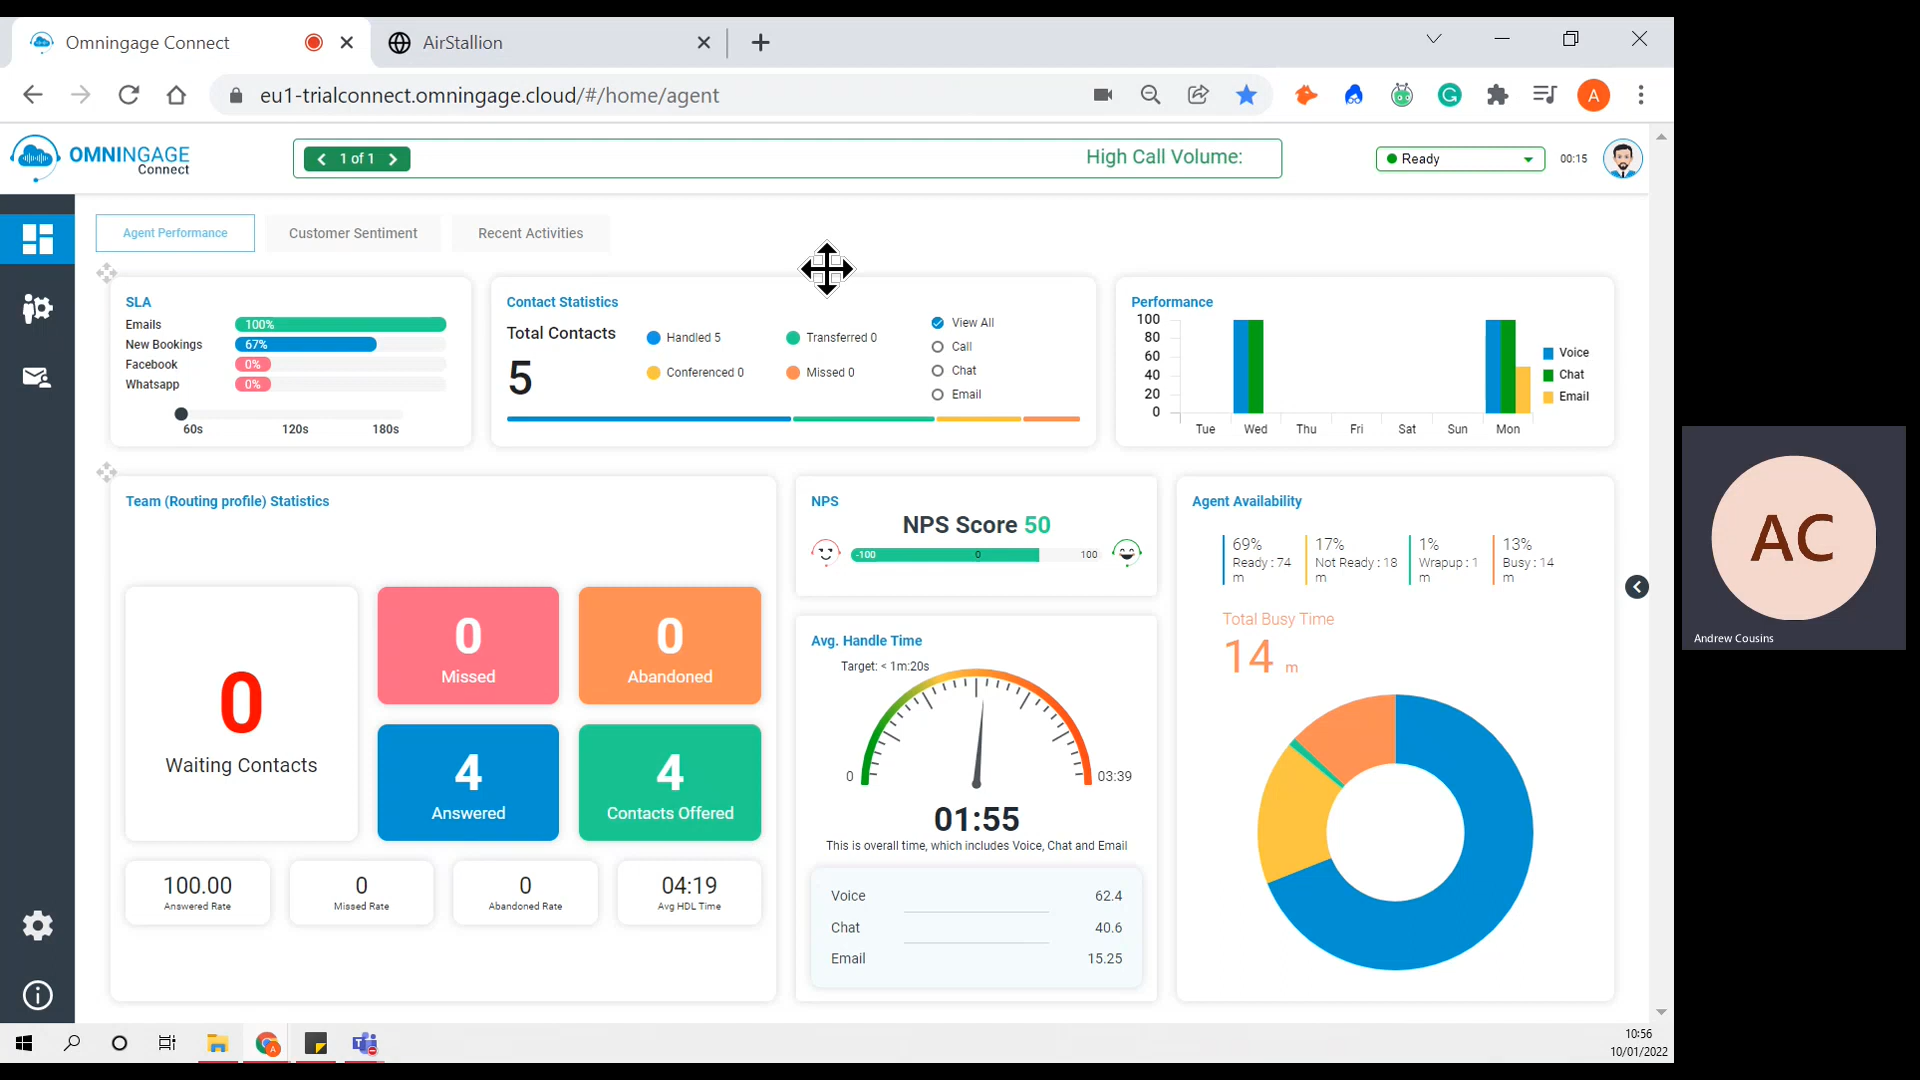 Omningage Connect
AirStallion
eu1-trialconnect.omningage.cloud/#/home/agent
A
OMNINGAGE
Connect
1 of 1
High Call Volume:
Ready
00:15
Agent Performance
Customer Sentiment
Recent Activities
SLA
Emails 100%
New Bookings 67%
Facebook 0%
Whatsapp 0%
60s 120s 180s
Contact Statistics
Total Contacts
5
Handled 5
Transferred 0
Conferenced 0
Missed 0
View All
Call
Chat
Email
Performance
100
80
60
40
20
0
Tue Wed Thu Fri Sat Sun Mon
Voice
Chat
Email
Team (Routing profile) Statistics
0
Waiting Contacts
0
Missed
0
Abandoned
4
Answered
4
Contacts Offered
100.00
Answered Rate
0
Missed Rate
0
Abandoned Rate
04:19
Avg HDL Time
NPS
NPS Score 50
-100 0 100
Avg. Handle Time
Target: < 1m:20s
0
03:39
01:55
This is overall time, which includes Voice, Chat and Email
Voice 62.4
Chat 40.6
Email 15.25
Agent Availability
69%
Ready : 74
m
17%
Not Ready : 18
m
1%
Wrapup : 1
m
13%
Busy : 14
m
Total Busy Time
14 m
AC
Andrew Cousins
A
10:56
10/01/2022